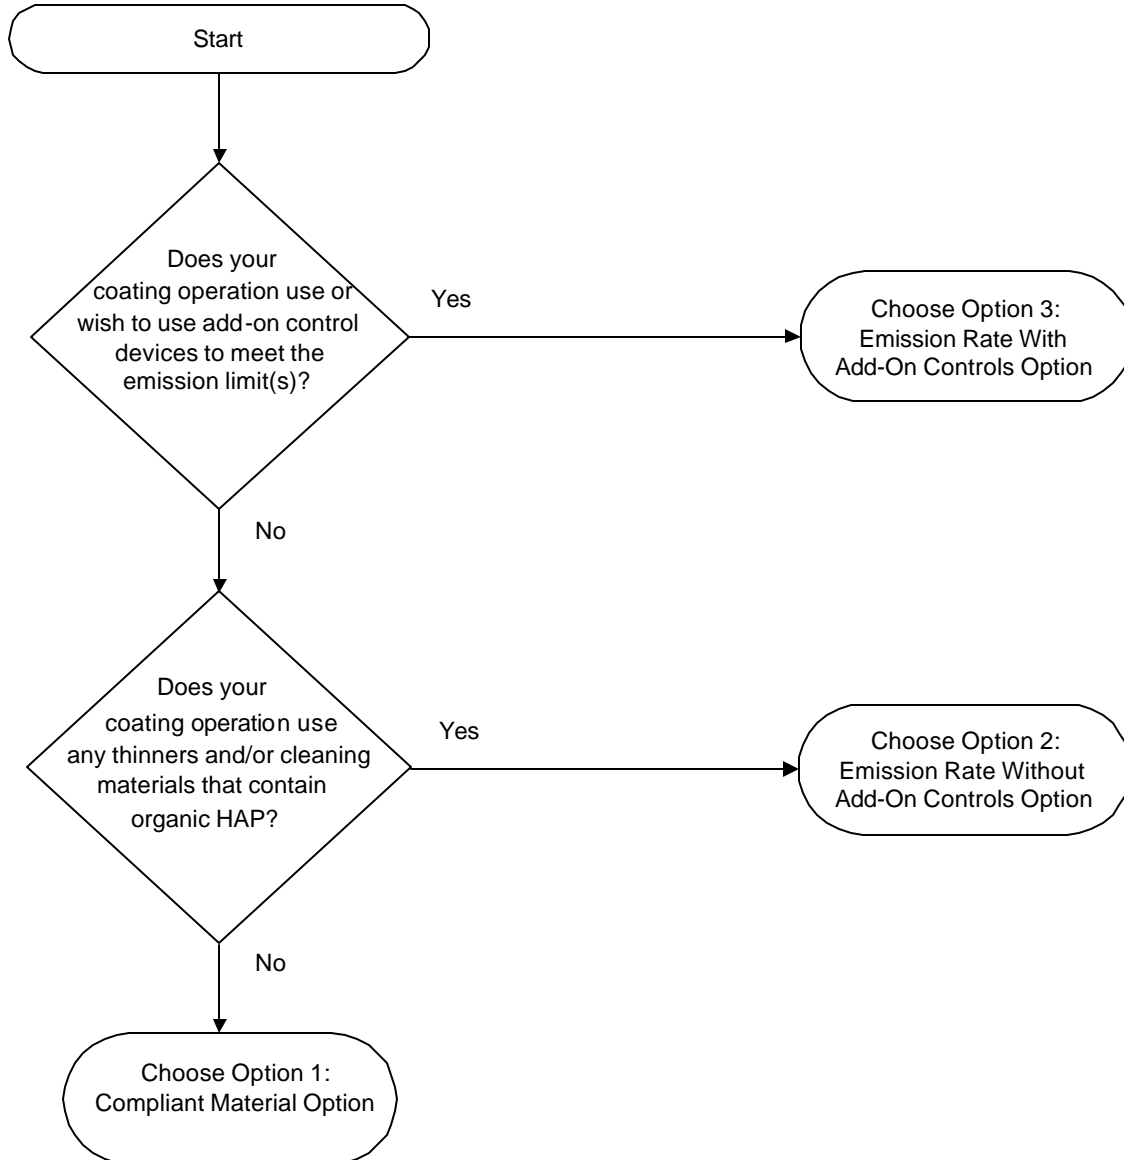 Start
Does your
coating operation use or
wish to use add-on control
devices to meet the
emission limit(s)?
Yes
Choose Option 3:
Emission Rate With
Add-On Controls Option
No
Does your
coating operation use
any thinners and/or cleaning
materials that contain
organic HAP?
Yes
Choose Option 2:
Emission Rate Without
Add-On Controls Option
No
Choose Option 1:
Compliant Material Option